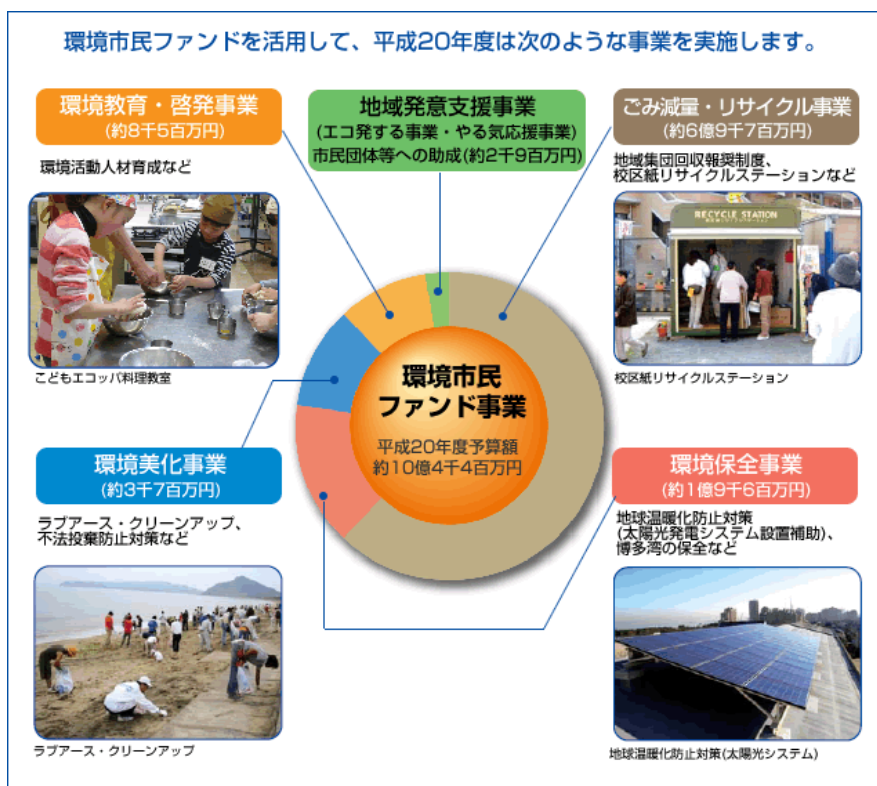 環境市民ファンドを活用して、平成20年度は次のような事業を実施します。
環境教育・啓発事業
(約8千5百万円)
環境活動人材育成など
こどもエコッパ料理教室
地域発意支援事業
(エコ発する事業・やる気応援事業)
市民団体等への助成(約2千9百万円)
ごみ減量・リサイクル事業
(約6億9千7百万円)
地域集団回収報奨制度、
校区紙リサイクルステーションなど
RECYCLE STATION
校区紙リサイクルステーション
校区紙リサイクルステーション
環境市民
ファンド事業
平成20年度予算額
約10億4千4百万円
環境美化事業
(約3千7百万円)
ラブアース・クリーンアップ、
不法投棄防止対策など
ラブアース・クリーンアップ
環境保全事業
(約1億9千6百万円)
地球温暖化防止対策
(太陽光発電システム設置補助)、
博多湾の保全など
地球温暖化防止対策(太陽光システム)